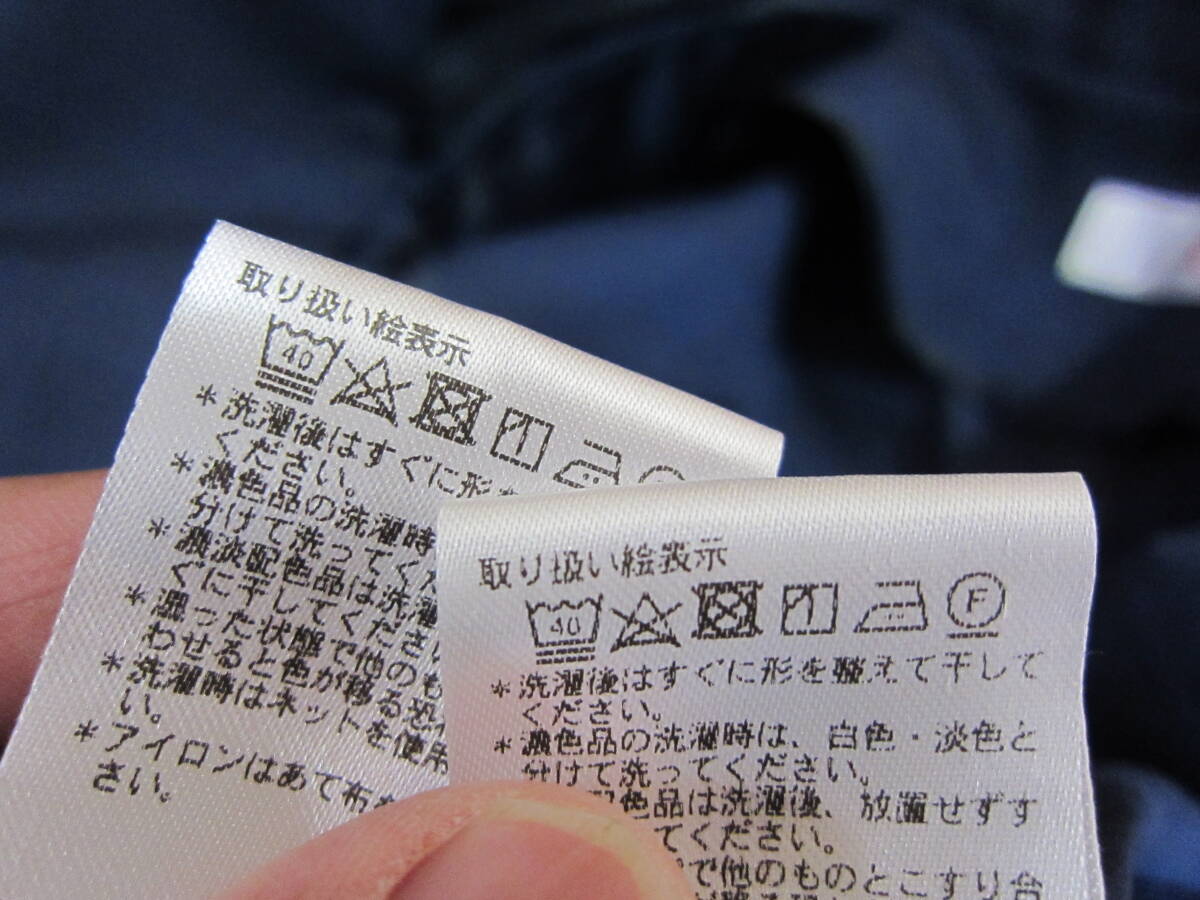 取り扱い絵表示
40
*洗濯後はすぐに形を
ください。
*濃色品の洗濯時
分けて洗ってくだ
*濃淡配色品は洗濯
ぐに干してください
*湿った状態で他のも
わせると色が移る恐
*洗濯時はネットを使用
い。
*アイロンはあて布を
さい。
取り扱い絵表示
40 F
*洗濯後はすぐに形を整えて干して
ください。
*濃色品の洗濯時は、白色・淡色と
分けて洗ってください。
配色品は洗濯後、放置せずす
てください。
で他のものとこすり合